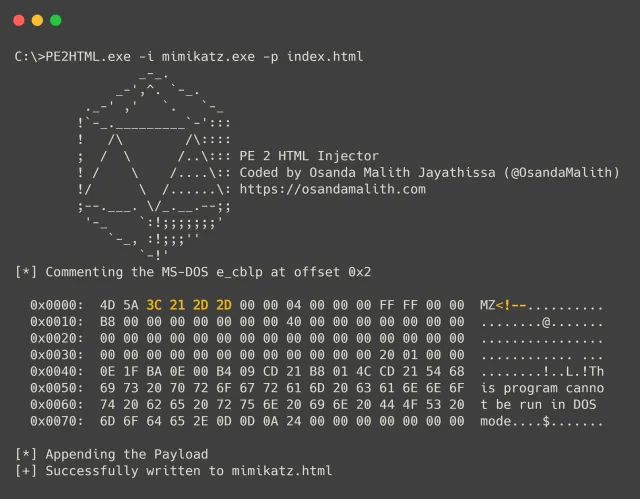 C:\>PE2HTML.exe -i mimikatz.exe -p index.html
PE 2 HTML Injector
Coded by Osanda Malith Jayathissa (@OsandaMalith)
https://osandamalith.com
[*] Commenting the MS-DOS e_cblp at offset 0x2
0x0000: 4D 5A 3C 21 2D 2D 00 00 04 00 00 00 FF FF 00 00 MZ<!--..........
0x0010: B8 00 00 00 00 00 00 00 40 00 00 00 00 00 00 00 ........@.......
0x0020: 00 00 00 00 00 00 00 00 00 00 00 00 00 00 00 00 ................
0x0030: 00 00 00 00 00 00 00 00 00 00 00 00 20 01 00 00 ............ ...
0x0040: 0E 1F BA 0E 00 B4 09 CD 21 B8 01 4C CD 21 54 68 ........!..L.!Th
0x0050: 69 73 20 70 72 6F 67 72 61 6D 20 63 61 6E 6E 6F is program canno
0x0060: 74 20 62 65 20 72 75 6E 20 69 6E 20 44 4F 53 20 t be run in DOS
0x0070: 6D 6F 64 65 2E 0D 0D 0A 24 00 00 00 00 00 00 00 mode....$.......
[*] Appending the Payload
[+] Successfully written to mimikatz.html